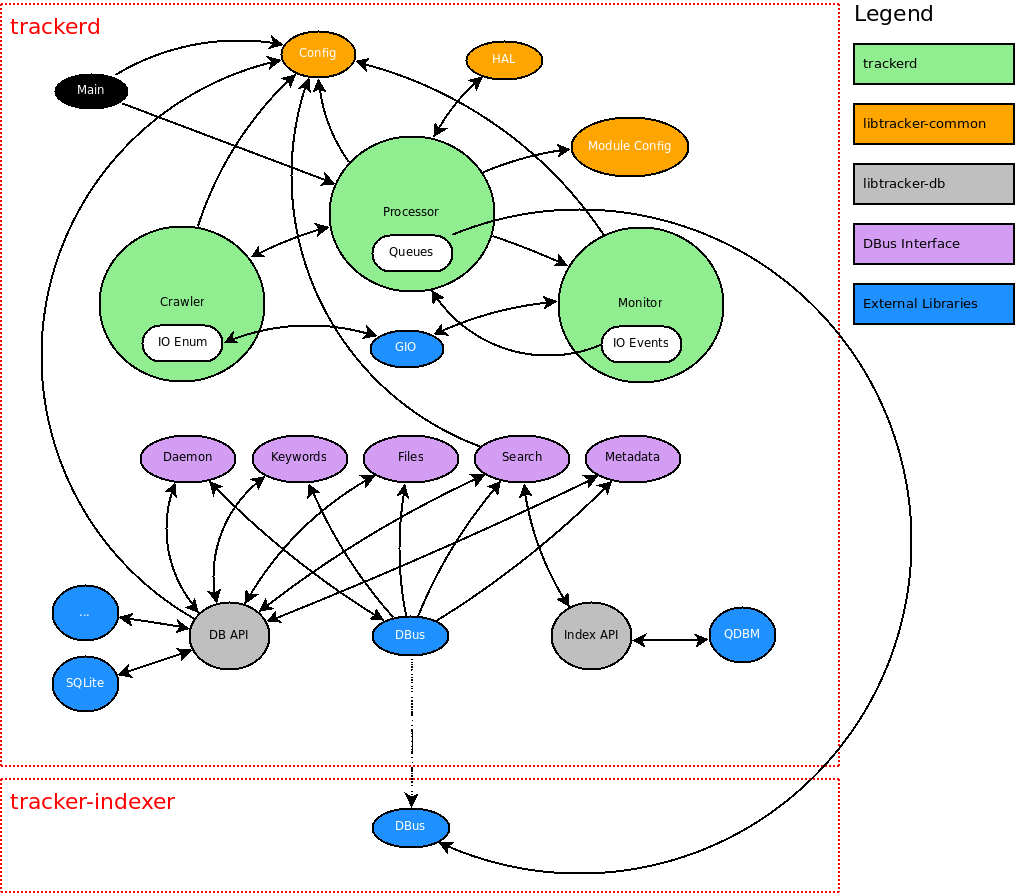 trackerd
Config
HAL
Main
Module Config
Processor
Queues
Crawler
IO Enum
GIO
Monitor
IO Events
Daemon
Keywords
Files
Search
Metadata
...
DB API
DBus
Index API
QDBM
SQLite
tracker-indexer
DBus
Legend
trackerd
libtracker-common
libtracker-db
DBus Interface
External Libraries